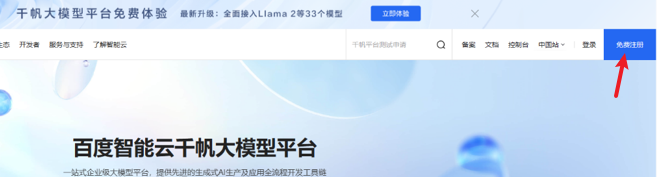 千帆大模型平台免费体验 最新升级：全面接入Llama 2等33个模型 立即体验
生态 开发者 服务与支持 了解智能云 千帆平台测试申请 备案 文档 控制台 中国站 登录 免费注册
百度智能云千帆大模型平台
一站式企业级大模型平台，提供先进的生成式AI生产及应用全流程开发工具链